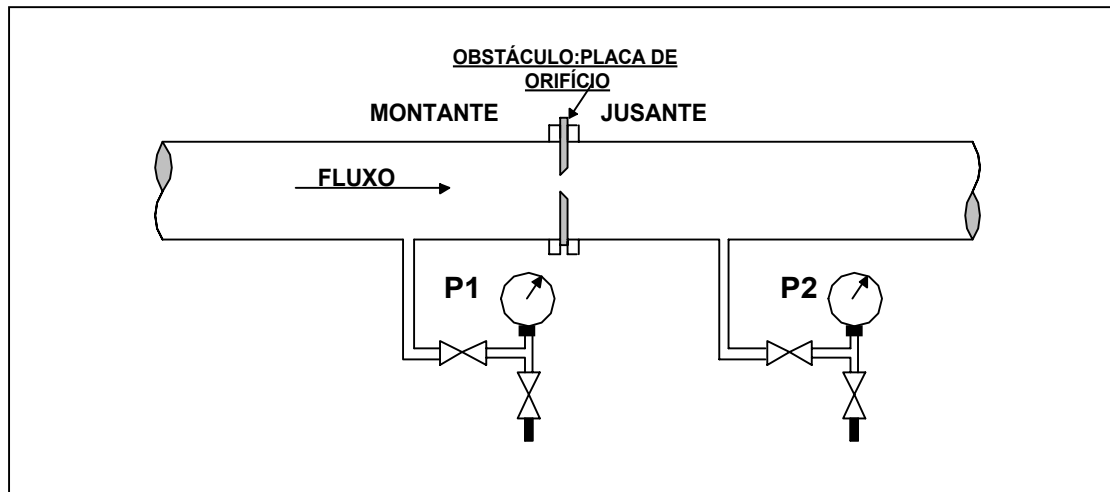 OBSTÁCULO:PLACA DE
ORIFÍCIO
MONTANTE
JUSANTE
FLUXO
P1
P2